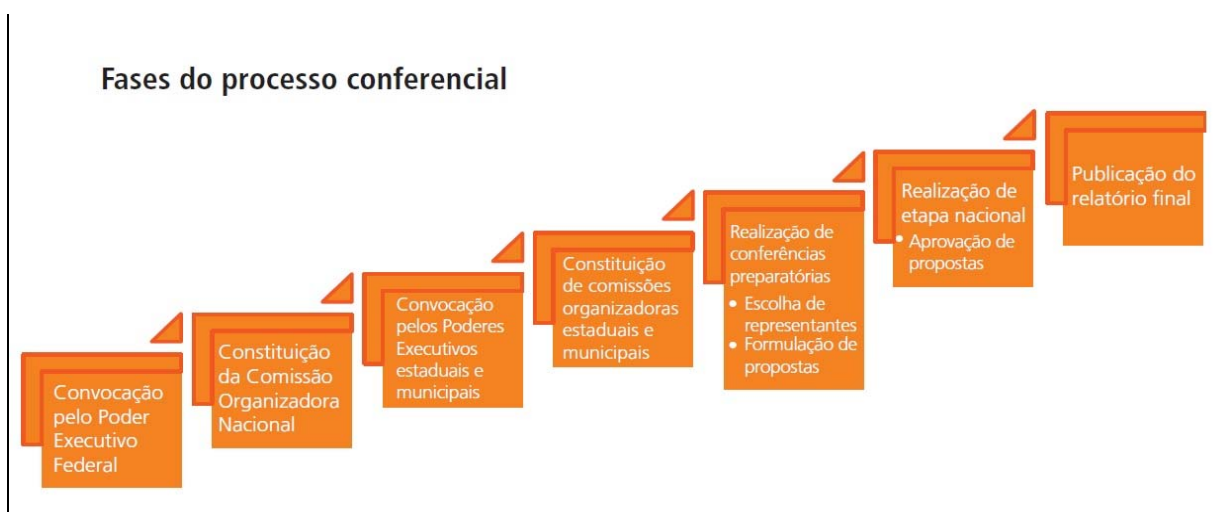 Fases do processo conferencial
Convocação
pelo Poder
Executivo
Federal
Constituição
da Comissão
Organizadora
Nacional
Convocação
pelos Poderes
Executivos
estaduais e
municipais
Constituição
de comissões
organizadoras
estaduais e
municipais
Realização de
conferências
preparatórias
• Escolha de
representantes
• Formulação de
propostas
Realização de
etapa nacional
• Aprovação de
propostas
Publicação do
relatório final